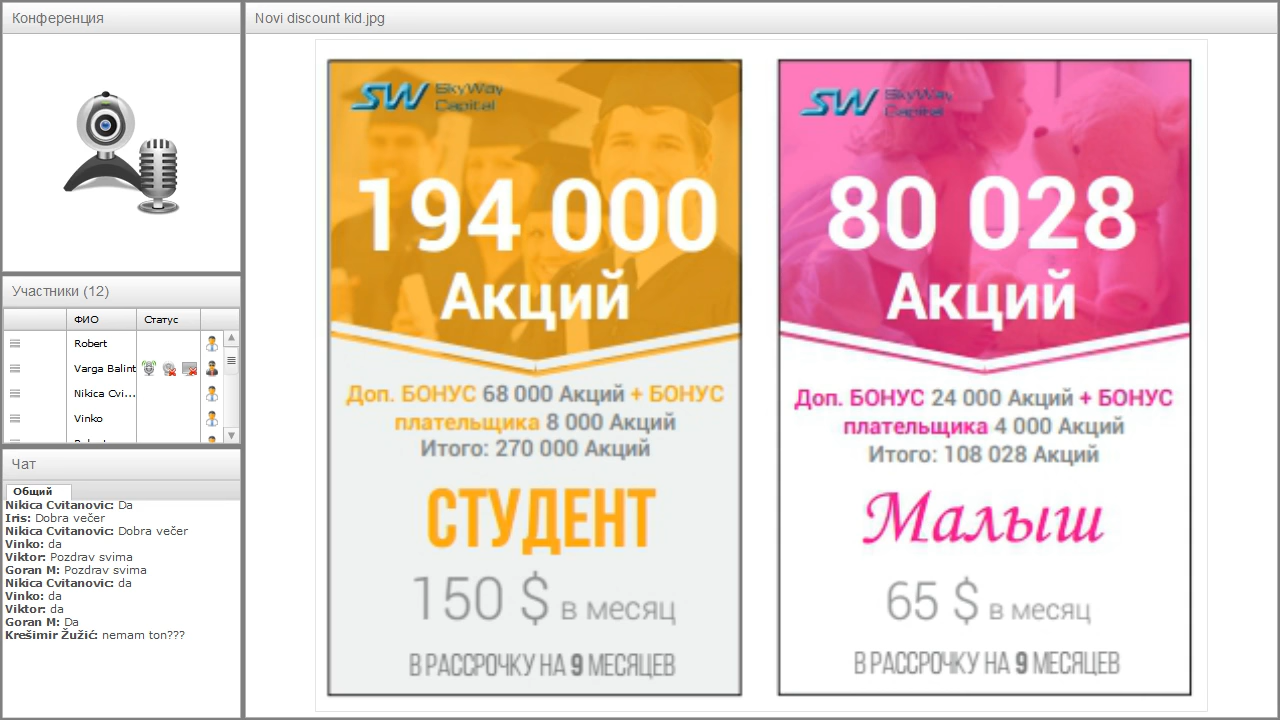 Конференция
Novi discount kid.jpg
Участники (12)
ФИО
Статус
Robert
Varga Balint
Nikica Cvi...
Vinko
Чат
Общий
Nikica Cvitanovic: Da
Iris: Dobra večer
Nikica Cvitanovic: Dobra večer
Vinko: da
Viktor: Pozdrav svima
Goran M: Pozdrav svima
Nikica Cvitanovic: da
Vinko: da
Viktor: da
Goran M: Da
Krešimir Žužić: nemam ton???
SW SkyWay
Capital
194 000
Акций
Доп. БОНУС 68 000 Акций + БОНУС
плательщика 8 000 Акций
Итого: 270 000 Акций
СТУДЕНТ
150 $ в месяц
В РАССРОЧКУ НА 9 МЕСЯЦЕВ
SW SkyWay
Capital
80 028
Акций
Доп. БОНУС 24 000 Акций + БОНУС
плательщика 4 000 Акций
Итого: 108 028 Акций
Малыш
65 $ в месяц
В РАССРОЧКУ НА 9 МЕСЯЦЕВ